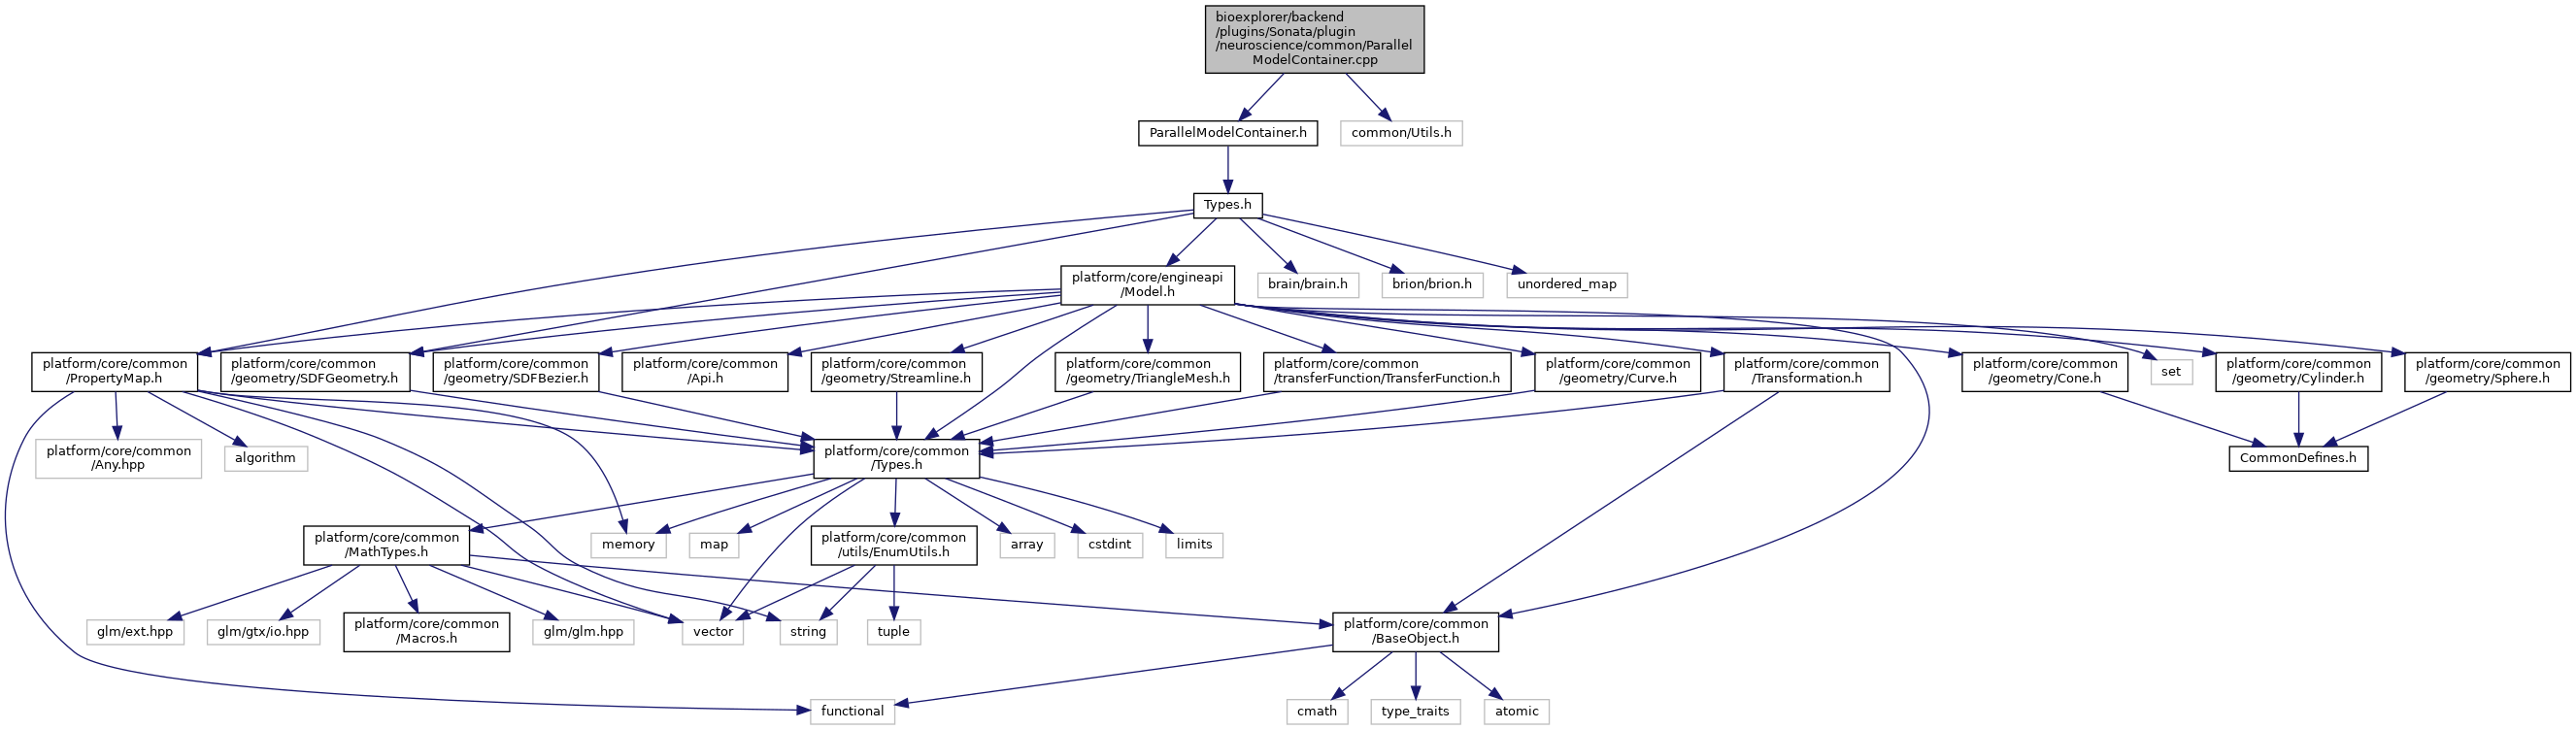 bioexplorer/backend
/plugins/Sonata/plugin
/neuroscience/common/Parallel
ModelContainer.cpp
ParallelModelContainer.h
common/Utils.h
Types.h
platform/core/engineapi
/Model.h
brain/brain.h
brion/brion.h
unordered_map
platform/core/common
/PropertyMap.h
platform/core/common
/geometry/SDFGeometry.h
platform/core/common
/geometry/SDFBezier.h
platform/core/common
/Api.h
platform/core/common
/geometry/Streamline.h
platform/core/common
/geometry/TriangleMesh.h
platform/core/common
/transferFunction/TransferFunction.h
platform/core/common
/geometry/Curve.h
platform/core/common
/Transformation.h
platform/core/common
/geometry/Cone.h
set
platform/core/common
/geometry/Cylinder.h
platform/core/common
/geometry/Sphere.h
platform/core/common
/Any.hpp
algorithm
platform/core/common
/Types.h
CommonDefines.h
platform/core/common
/MathTypes.h
memory
map
platform/core/common
/utils/EnumUtils.h
array
cstdint
limits
glm/ext.hpp
glm/gtx/io.hpp
platform/core/common
/Macros.h
glm/glm.hpp
vector
string
tuple
platform/core/common
/BaseObject.h
functional
cmath
type_traits
atomic